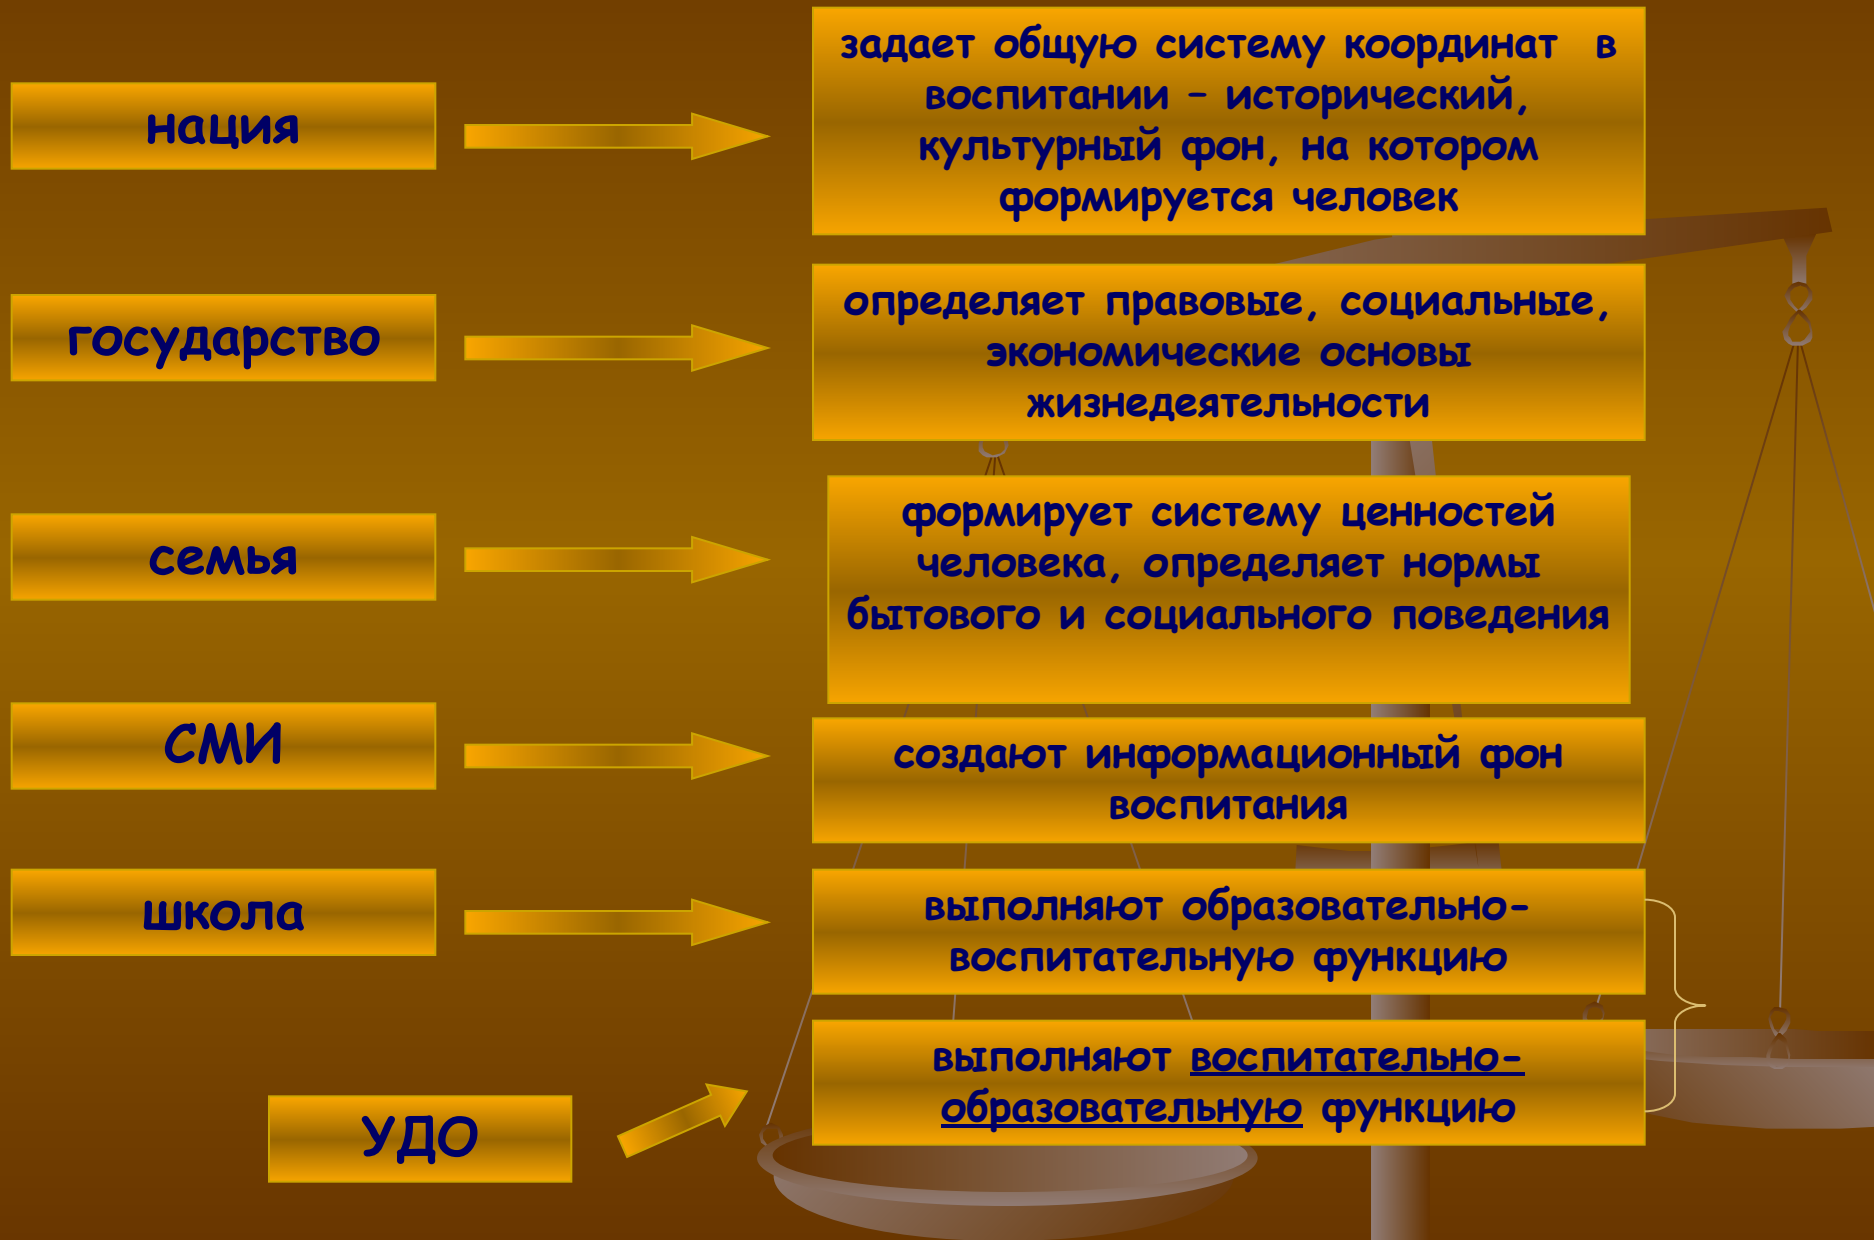 нация
задает общую систему координат в
воспитании – исторический,
культурный фон, на котором
формируется человек
государство
определяет правовые, социальные,
экономические основы
жизнедеятельности
семья
формирует систему ценностей
человека, определяет нормы
бытового и социального поведения
СМИ
создают информационный фон
воспитания
школа
выполняют образовательно-
воспитательную функцию
УДО
выполняют воспитательно-
образовательную функцию